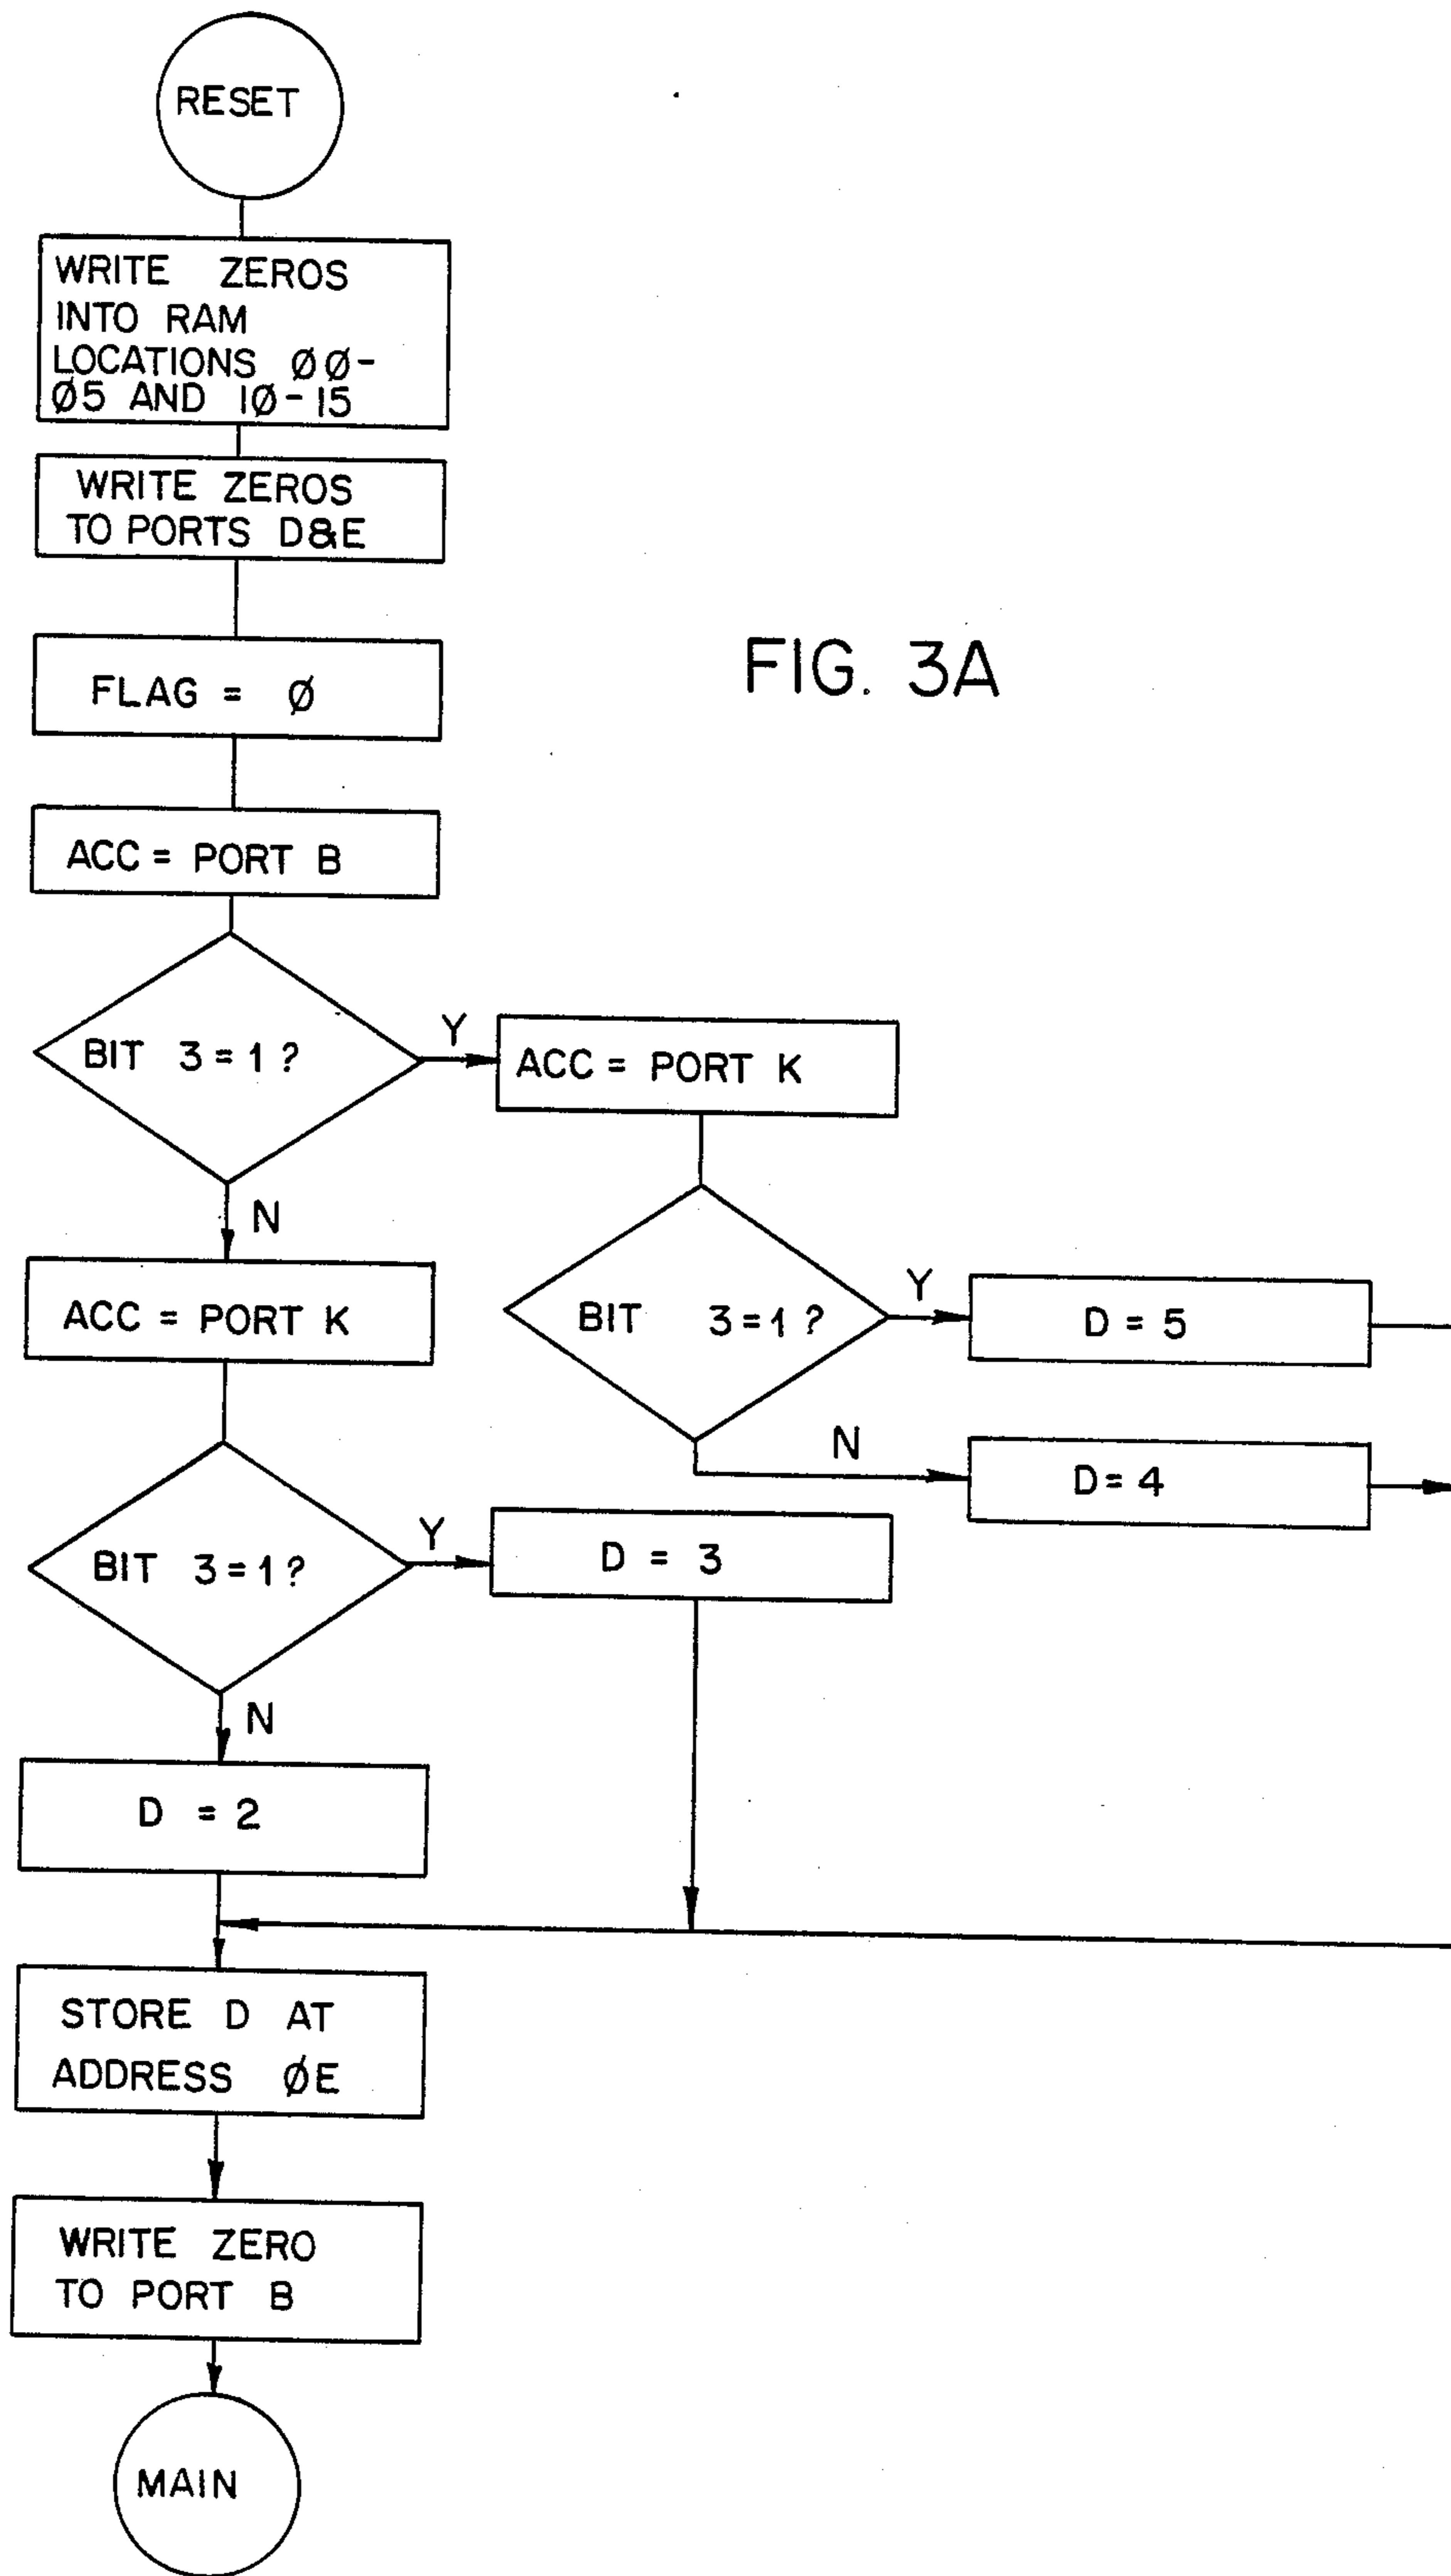 RESET
WRITE ZEROS
INTO RAM
LOCATIONS ØØ-
Ø5 AND 1Ø-15
WRITE ZEROS
TO PORTS D&E
FLAG = Ø
FIG. 3A
ACC = PORT B
BIT 3=1?
Y
ACC = PORT K
N
ACC = PORT K
BIT 3=1?
Y
D = 5
N
D=4
BIT 3=1?
Y
D = 3
N
D = 2
STORE D AT
ADDRESS ØE
WRITE ZERO
TO PORT B
MAIN